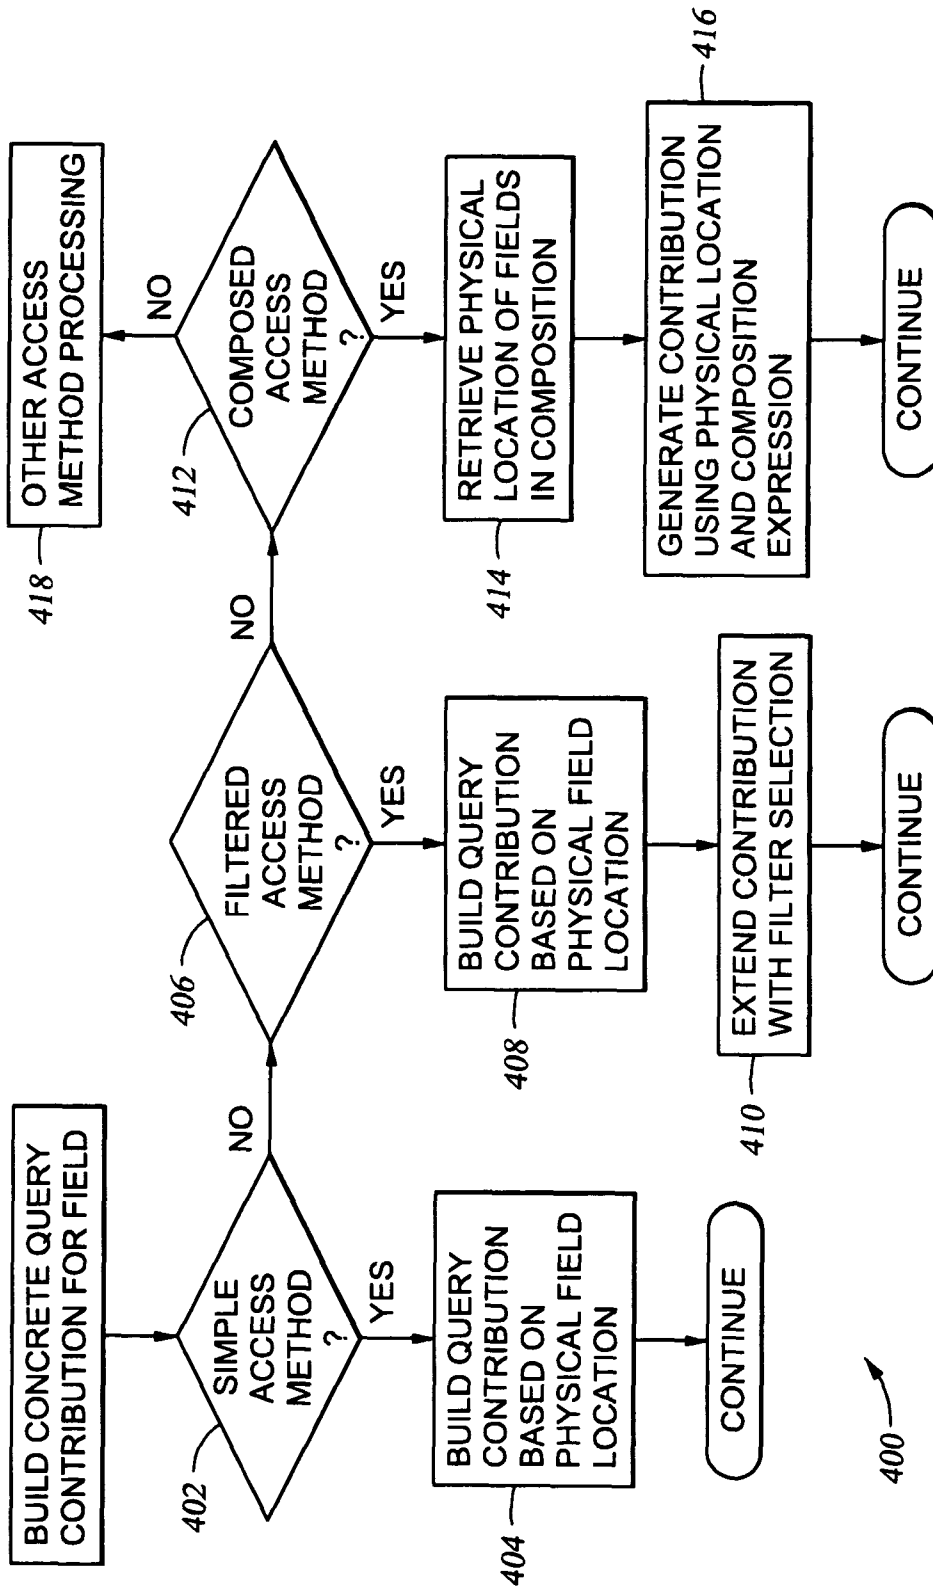 BUILD CONCRETE QUERY
CONTRIBUTION FOR FIELD
402
SIMPLE
ACCESS
METHOD
?
YES
NO
404
BUILD QUERY
CONTRIBUTION
BASED ON
PHYSICAL FIELD
LOCATION
CONTINUE
406
FILTERED
ACCESS
METHOD
?
YES
NO
408
BUILD QUERY
CONTRIBUTION
BASED ON
PHYSICAL FIELD
LOCATION
410
EXTEND CONTRIBUTION
WITH FILTER SELECTION
CONTINUE
412
COMPOSED
ACCESS
METHOD
?
NO
YES
418
OTHER ACCESS
METHOD PROCESSING
414
RETRIEVE PHYSICAL
LOCATION OF FIELDS
IN COMPOSITION
416
GENERATE CONTRIBUTION
USING PHYSICAL LOCATION
AND COMPOSITION
EXPRESSION
CONTINUE
400